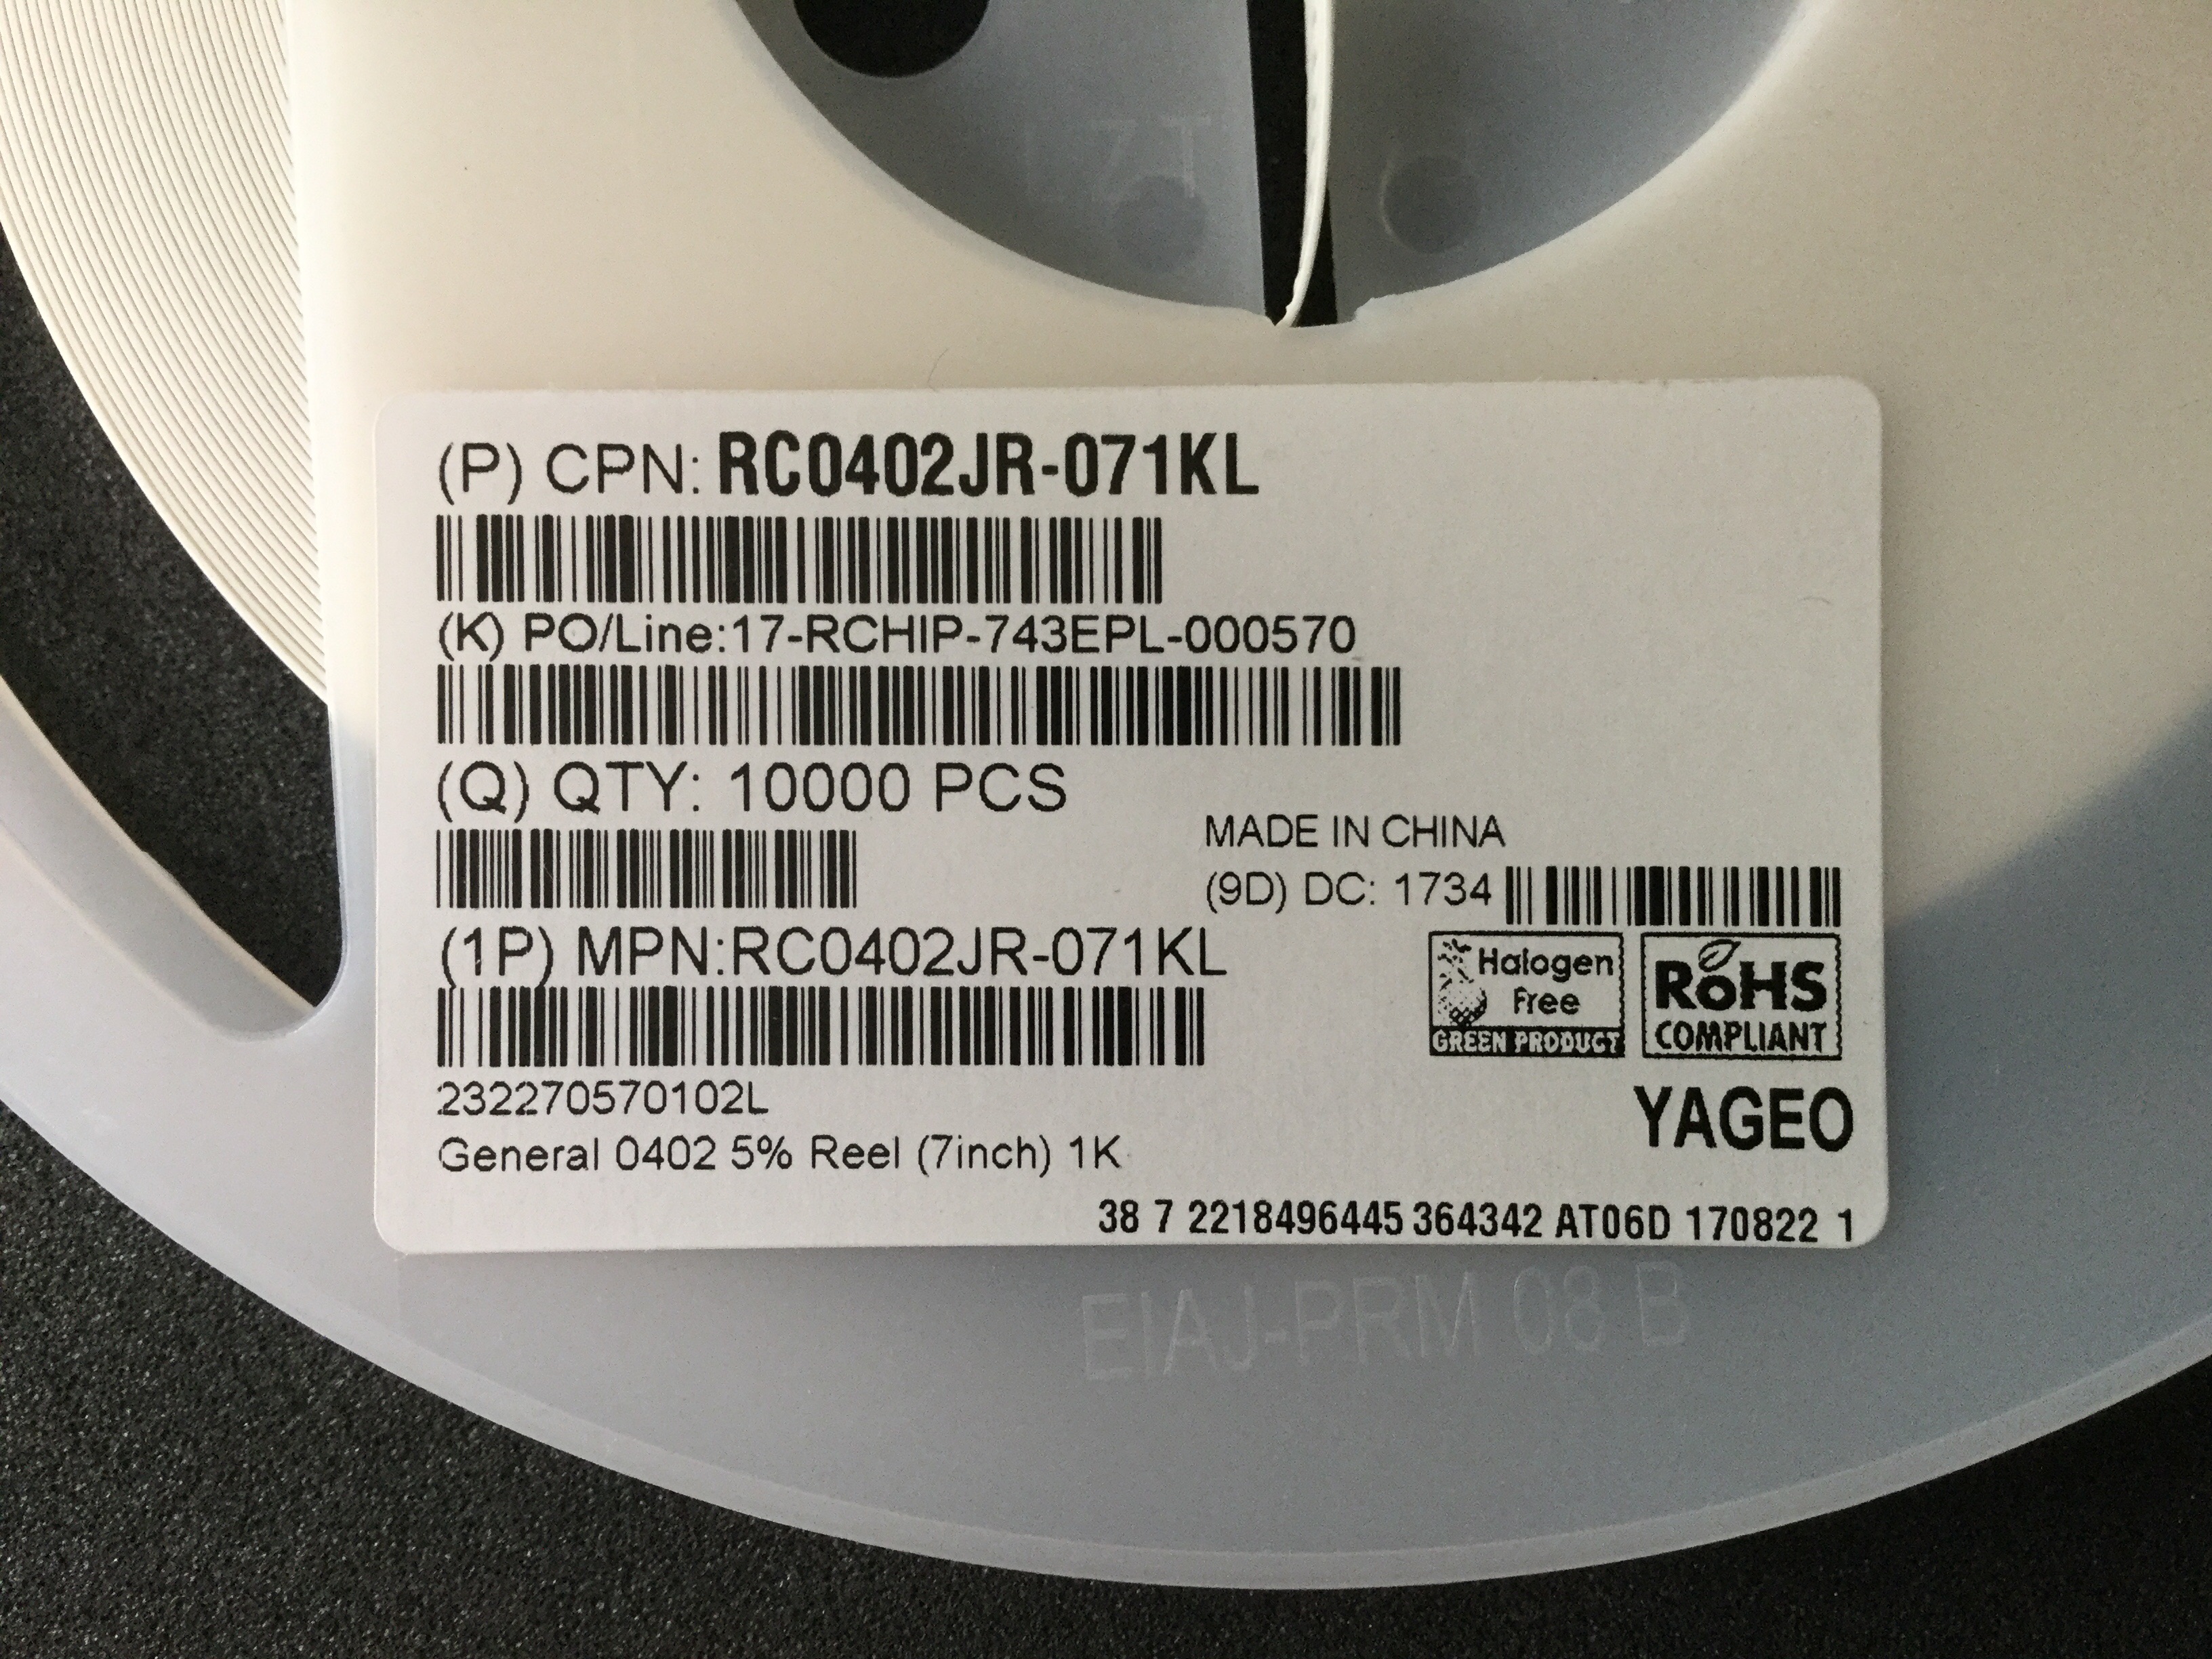 LZT
(P) CPN: RC0402JR-071KL
(K) PO/Line:17-RCHIP-743EPL-000570
(Q) QTY: 10000 PCS
MADE IN CHINA
(9D) DC: 1734
(1P) MPN:RC0402JR-071KL
Halogen
Free
GREEN PRODUCT
RoHS
COMPLIANT
232270570102L
YAGEO
General 0402 5% Reel (7inch) 1K
38 7 2218496445 364342 AT06D 170822 1
EIAJ-PRM 08 B